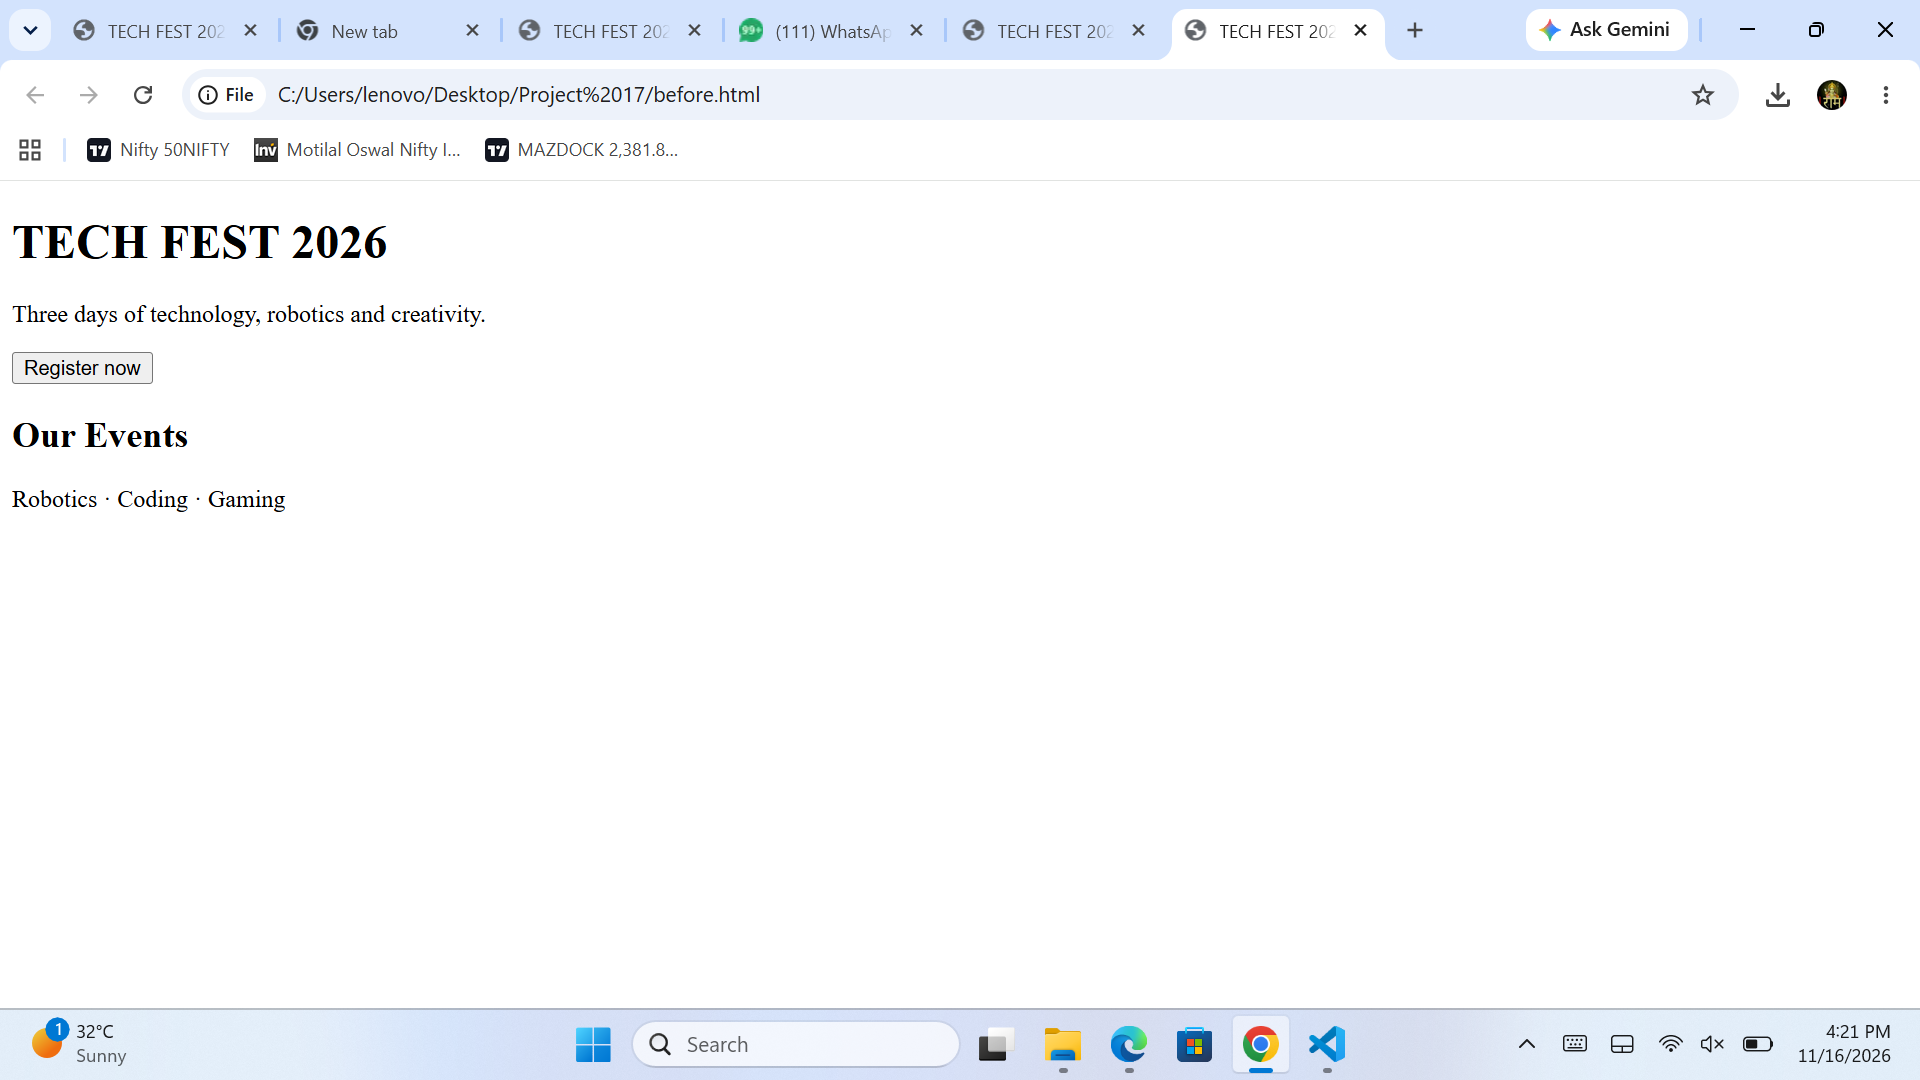 TECH FEST 202
New tab
TECH FEST 202
99+
(111) WhatsAp
TECH FEST 202
TECH FEST 202
Ask Gemini
File
C:/Users/lenovo/Desktop/Project%2017/before.html
Nifty 50NIFTY
Inv
Motilal Oswal Nifty I...
MAZDOCK 2,381.8...
TECH FEST 2026
Three days of technology, robotics and creativity.
Register now
Our Events
Robotics · Coding · Gaming
1
32°C
Sunny
Search
4:21 PM
11/16/2026